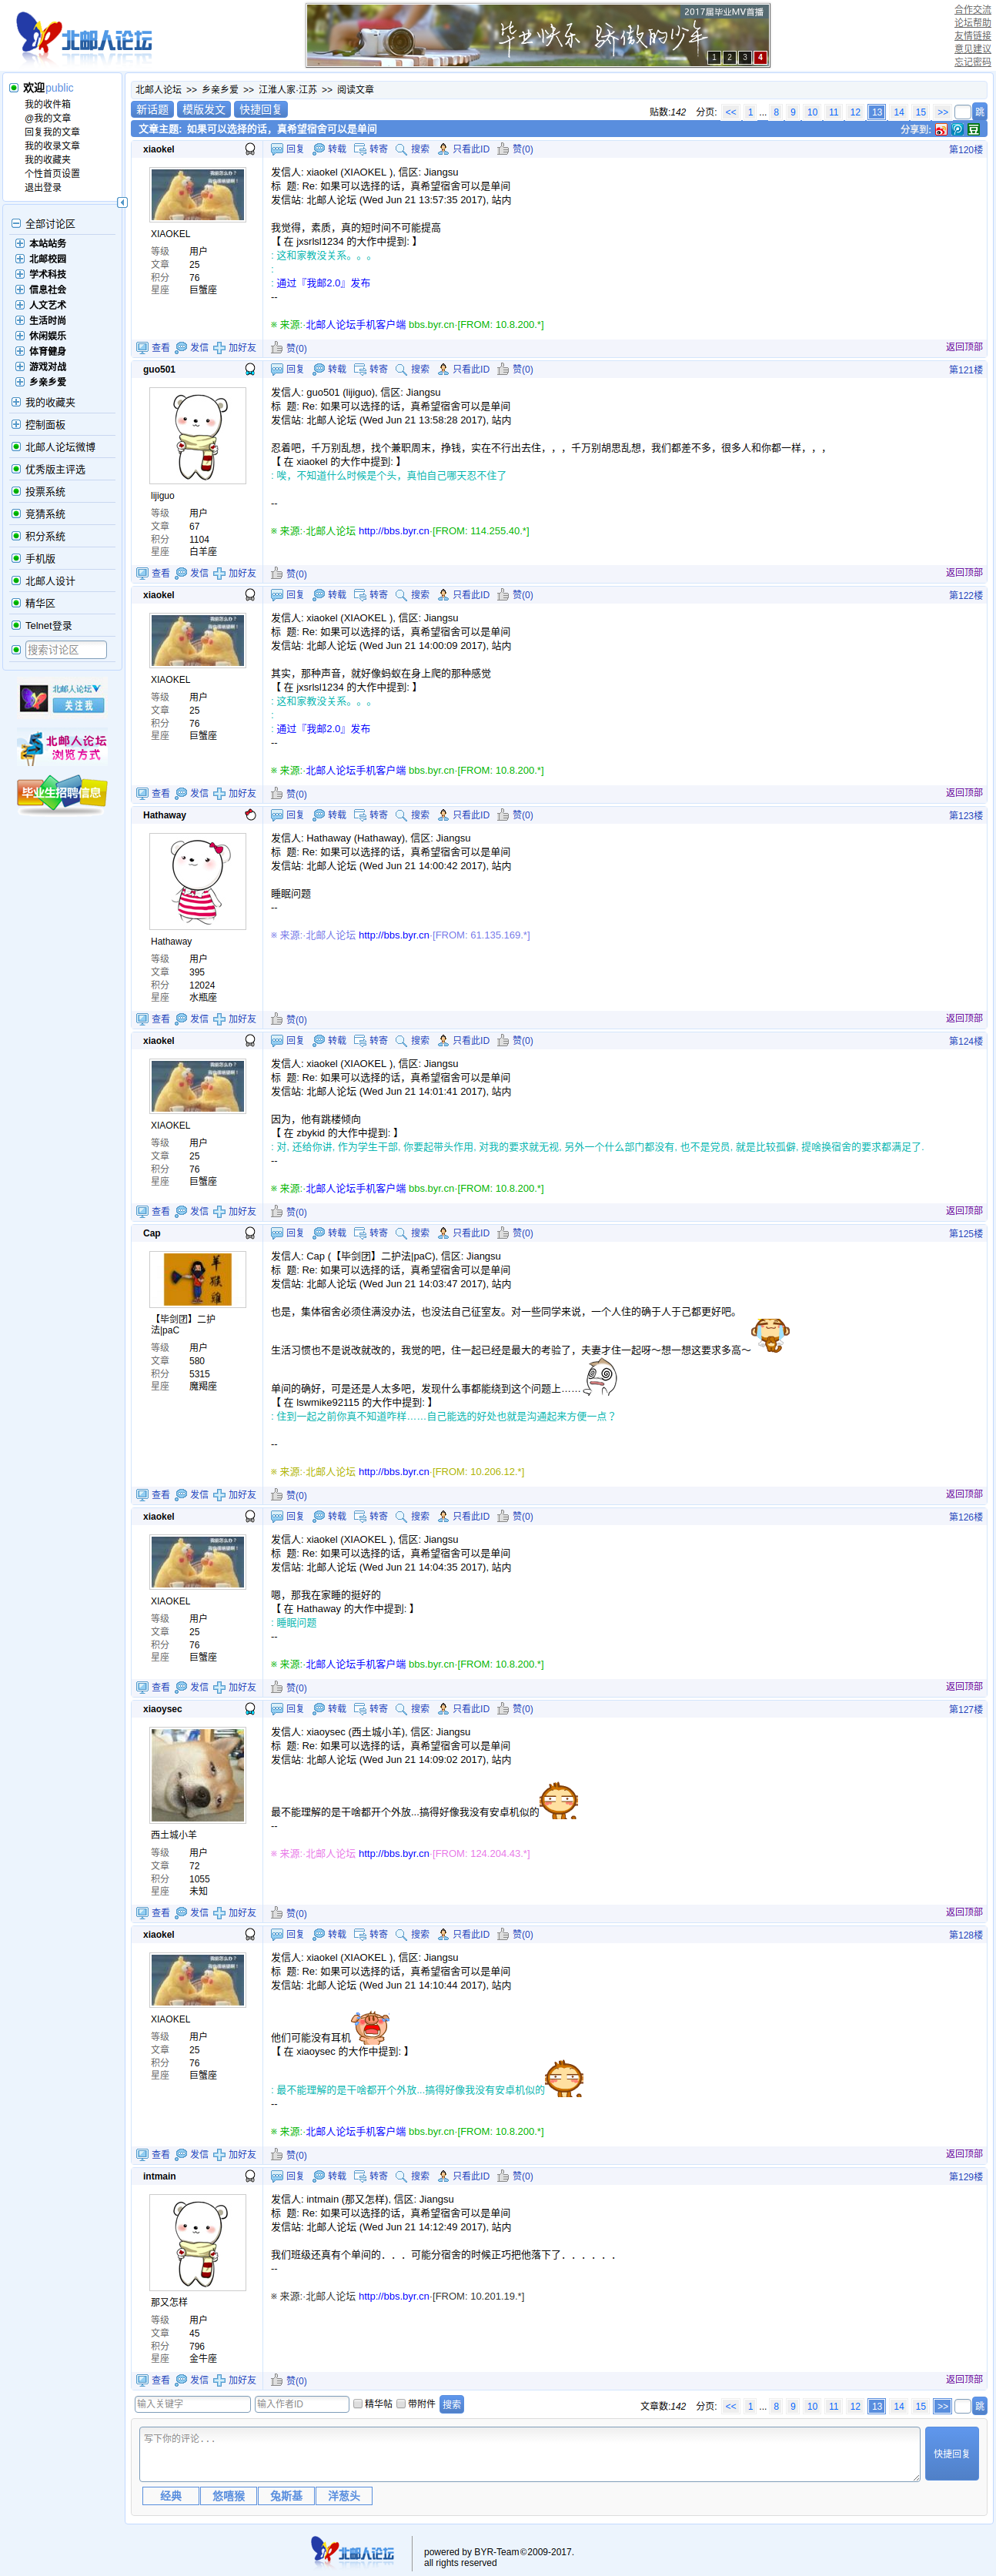 北邮人论坛
毕业快乐 骄傲的少年
2017届毕业MV首播
1 2 3 4
合作交流
论坛帮助
友情链接
意见建议
忘记密码
欢迎public
我的收件箱
@我的文章
回复我的文章
我的收录文章
我的收藏夹
个性首页设置
退出登录
全部讨论区
本站站务
北邮校园
学术科技
信息社会
人文艺术
生活时尚
休闲娱乐
体育健身
游戏对战
乡亲乡爱
我的收藏夹
控制面板
北邮人论坛微博
优秀版主评选
投票系统
竞猜系统
积分系统
手机版
北邮人设计
精华区
Telnet登录
搜索讨论区
北邮人论坛
关注我
北邮人论坛
浏览方式
毕业生招聘信息
北邮人论坛 >> 乡亲乡爱 >> 江淮人家·江苏 >> 阅读文章
新话题 模版发文 快捷回复
贴数:142 分页: << 1 ... 8 9 10 11 12 13 14 15 >> 跳
文章主题: 如果可以选择的话，真希望宿舍可以是单间
分享到:
豆
xiaokel
回复 转载 转寄 搜索 只看此ID 赞(0)
第120楼
XIAOKEL
等级 用户
文章 25
积分 76
星座 巨蟹座
发信人: xiaokel (XIAOKEL ), 信区: Jiangsu
标 题: Re: 如果可以选择的话，真希望宿舍可以是单间
发信站: 北邮人论坛 (Wed Jun 21 13:57:35 2017), 站内
我觉得，素质，真的短时间不可能提高
【 在 jxsrlsl1234 的大作中提到: 】
: 这和家教没关系。。。
:
: 通过『我邮2.0』发布
--
※ 来源:·北邮人论坛手机客户端 bbs.byr.cn·[FROM: 10.8.200.*]
查看 发信 加好友 赞(0) 返回顶部
guo501
回复 转载 转寄 搜索 只看此ID 赞(0)
第121楼
lijiguo
等级 用户
文章 67
积分 1104
星座 白羊座
发信人: guo501 (lijiguo), 信区: Jiangsu
标 题: Re: 如果可以选择的话，真希望宿舍可以是单间
发信站: 北邮人论坛 (Wed Jun 21 13:58:28 2017), 站内
忍着吧，千万别乱想，找个兼职周末，挣钱，实在不行出去住，，，千万别胡思乱想，我们都差不多，很多人和你都一样，，，
【 在 xiaokel 的大作中提到: 】
: 唉，不知道什么时候是个头，真怕自己哪天忍不住了
--
※ 来源:·北邮人论坛 http://bbs.byr.cn·[FROM: 114.255.40.*]
查看 发信 加好友 赞(0) 返回顶部
xiaokel
回复 转载 转寄 搜索 只看此ID 赞(0)
第122楼
XIAOKEL
等级 用户
文章 25
积分 76
星座 巨蟹座
发信人: xiaokel (XIAOKEL ), 信区: Jiangsu
标 题: Re: 如果可以选择的话，真希望宿舍可以是单间
发信站: 北邮人论坛 (Wed Jun 21 14:00:09 2017), 站内
其实，那种声音，就好像蚂蚁在身上爬的那种感觉
【 在 jxsrlsl1234 的大作中提到: 】
: 这和家教没关系。。。
:
: 通过『我邮2.0』发布
--
※ 来源:·北邮人论坛手机客户端 bbs.byr.cn·[FROM: 10.8.200.*]
查看 发信 加好友 赞(0) 返回顶部
Hathaway
回复 转载 转寄 搜索 只看此ID 赞(0)
第123楼
Hathaway
等级 用户
文章 395
积分 12024
星座 水瓶座
发信人: Hathaway (Hathaway), 信区: Jiangsu
标 题: Re: 如果可以选择的话，真希望宿舍可以是单间
发信站: 北邮人论坛 (Wed Jun 21 14:00:42 2017), 站内
睡眠问题
--
※ 来源:·北邮人论坛 http://bbs.byr.cn·[FROM: 61.135.169.*]
查看 发信 加好友 赞(0) 返回顶部
xiaokel
回复 转载 转寄 搜索 只看此ID 赞(0)
第124楼
XIAOKEL
等级 用户
文章 25
积分 76
星座 巨蟹座
发信人: xiaokel (XIAOKEL ), 信区: Jiangsu
标 题: Re: 如果可以选择的话，真希望宿舍可以是单间
发信站: 北邮人论坛 (Wed Jun 21 14:01:41 2017), 站内
因为，他有跳楼倾向
【 在 zbykid 的大作中提到: 】
: 对, 还给你讲, 作为学生干部, 你要起带头作用, 对我的要求就无视, 另外一个什么部门都没有, 也不是党员, 就是比较孤僻, 提啥换宿舍的要求都满足了.
--
※ 来源:·北邮人论坛手机客户端 bbs.byr.cn·[FROM: 10.8.200.*]
查看 发信 加好友 赞(0) 返回顶部
Cap
回复 转载 转寄 搜索 只看此ID 赞(0)
第125楼
【毕剑团】二护法|paC
等级 用户
文章 580
积分 5315
星座 魔羯座
发信人: Cap (【毕剑团】二护法|paC), 信区: Jiangsu
标 题: Re: 如果可以选择的话，真希望宿舍可以是单间
发信站: 北邮人论坛 (Wed Jun 21 14:03:47 2017), 站内
也是，集体宿舍必须住满没办法，也没法自己征室友。对一些同学来说，一个人住的确于人于己都更好吧。
生活习惯也不是说改就改的，我觉的吧，住一起已经是最大的考验了，夫妻才住一起呀～想一想这要求多高～
单间的确好，可是还是人太多吧，发现什么事都能绕到这个问题上……
【 在 lswmike92115 的大作中提到: 】
: 住到一起之前你真不知道咋样……自己能选的好处也就是沟通起来方便一点？
--
※ 来源:·北邮人论坛 http://bbs.byr.cn·[FROM: 10.206.12.*]
查看 发信 加好友 赞(0) 返回顶部
xiaokel
回复 转载 转寄 搜索 只看此ID 赞(0)
第126楼
XIAOKEL
等级 用户
文章 25
积分 76
星座 巨蟹座
发信人: xiaokel (XIAOKEL ), 信区: Jiangsu
标 题: Re: 如果可以选择的话，真希望宿舍可以是单间
发信站: 北邮人论坛 (Wed Jun 21 14:04:35 2017), 站内
嗯，那我在家睡的挺好的
【 在 Hathaway 的大作中提到: 】
: 睡眠问题
--
※ 来源:·北邮人论坛手机客户端 bbs.byr.cn·[FROM: 10.8.200.*]
查看 发信 加好友 赞(0) 返回顶部
xiaoysec
回复 转载 转寄 搜索 只看此ID 赞(0)
第127楼
西土城小羊
等级 用户
文章 72
积分 1055
星座 未知
发信人: xiaoysec (西土城小羊), 信区: Jiangsu
标 题: Re: 如果可以选择的话，真希望宿舍可以是单间
发信站: 北邮人论坛 (Wed Jun 21 14:09:02 2017), 站内
最不能理解的是干啥都开个外放...搞得好像我没有安卓机似的
--
※ 来源:·北邮人论坛 http://bbs.byr.cn·[FROM: 124.204.43.*]
查看 发信 加好友 赞(0) 返回顶部
xiaokel
回复 转载 转寄 搜索 只看此ID 赞(0)
第128楼
XIAOKEL
等级 用户
文章 25
积分 76
星座 巨蟹座
发信人: xiaokel (XIAOKEL ), 信区: Jiangsu
标 题: Re: 如果可以选择的话，真希望宿舍可以是单间
发信站: 北邮人论坛 (Wed Jun 21 14:10:44 2017), 站内
他们可能没有耳机
【 在 xiaoysec 的大作中提到: 】
: 最不能理解的是干啥都开个外放...搞得好像我没有安卓机似的
--
※ 来源:·北邮人论坛手机客户端 bbs.byr.cn·[FROM: 10.8.200.*]
查看 发信 加好友 赞(0) 返回顶部
intmain
回复 转载 转寄 搜索 只看此ID 赞(0)
第129楼
那又怎样
等级 用户
文章 45
积分 796
星座 金牛座
发信人: intmain (那又怎样), 信区: Jiangsu
标 题: Re: 如果可以选择的话，真希望宿舍可以是单间
发信站: 北邮人论坛 (Wed Jun 21 14:12:49 2017), 站内
我们班级还真有个单间的．．．可能分宿舍的时候正巧把他落下了．．．．．．
--
※ 来源:·北邮人论坛 http://bbs.byr.cn·[FROM: 10.201.19.*]
查看 发信 加好友 赞(0) 返回顶部
输入关键字 输入作者ID 精华帖 带附件 搜索
文章数:142 分页: << 1 ... 8 9 10 11 12 13 14 15 >> 跳
写下你的评论...
快捷回复
经典 悠嘻猴 兔斯基 洋葱头
北邮人论坛
powered by BYR-Team©2009-2017.
all rights reserved